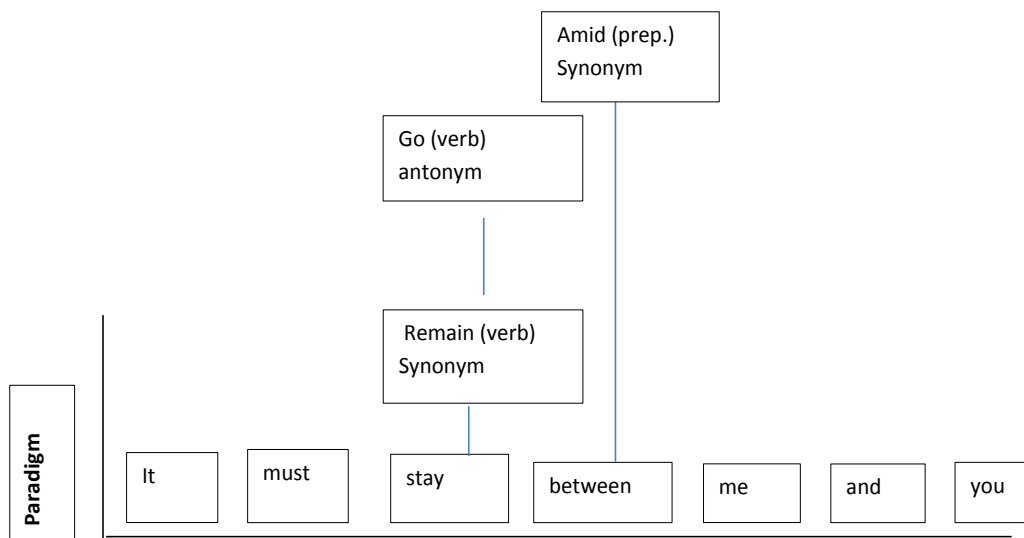 Amid (prep.)
Synonym
Go (verb)
antonym
Remain (verb)
Synonym
Paradigm
It must stay between me and you